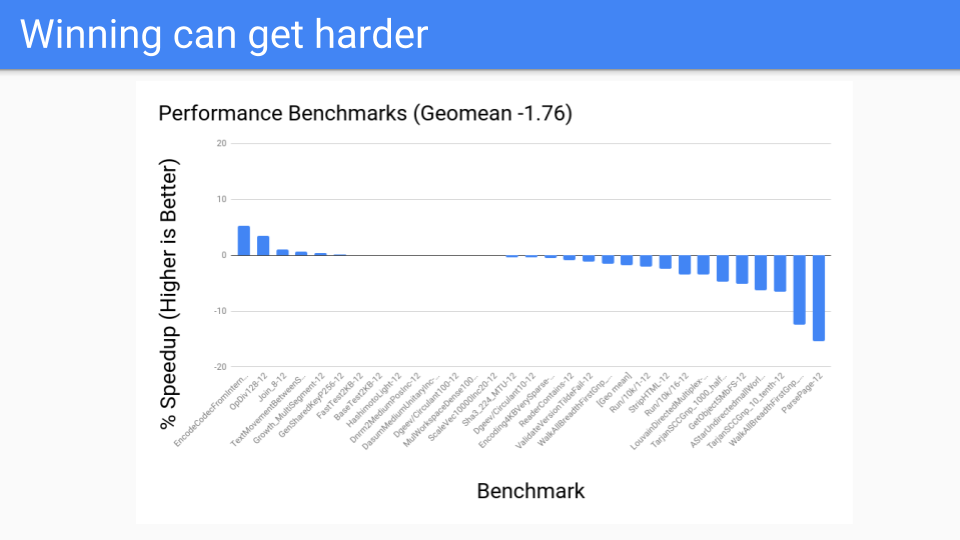 Winning can get harder
Performance Benchmarks (Geomean -1.76)
% Speedup (Higher is Better)
20
10
0
-10
-20
EncodeCodecFromIntern...
OpDiv128-12
Join_8-12
TextMovementBetweenS...
Growth_MultiSegment-12
GenSharedKeyP256-12
FastTest2KB-12
BaseTest2KB-12
HashimotoLight-12
Dnrm2MediumPosInc-12
DasumMediumUnitaryInc-...
Dgeev/Circulant100-12
MulWorkspaceDense100...
ScaleVec10000Inc20-12
Sha3_224_MTU-12
Dgeev/Circulant10-12
Encoding4KBVerySparse-...
ReaderContains-12
ValidateVersionTildeFail-12
WalkAllBreadthFirstGnp_...
[Geo mean]
Run/10k/1-12
StripHTML-12
Run/10k/16-12
LouvainDirectedMultiplex-...
TarjanSCCGnp_1000_half...
GetObject5MbFS-12
AStarUndirectedmallWorl...
TarjanSCCGnp_10_tenth-12
WalkAllBreadthFirstGnp_...
ParsePage-12
Benchmark